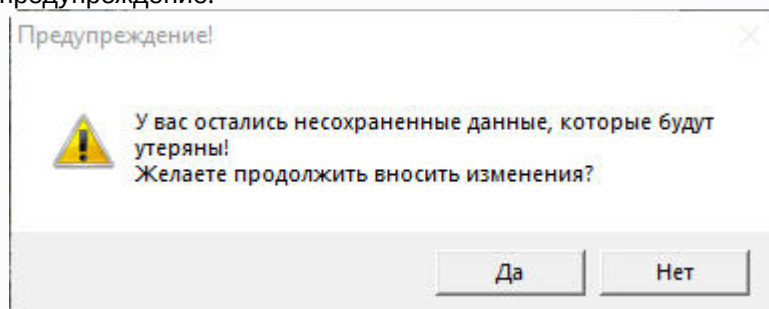 предупреждение.
Предупреждение!
У вас остались несохраненные данные, которые будут
утеряны!
Желаете продолжить вносить изменения?
Да Нет